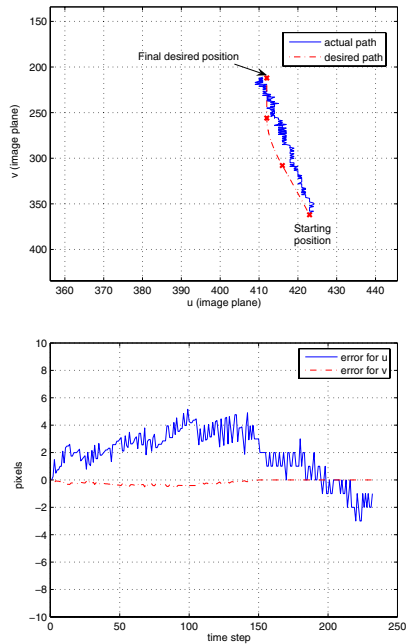 Final desired position
actual path
desired path
Starting
position
150
200
250
300
350
400
v (image plane)
360 370 380 390 400 410 420 430 440
u (image plane)
error for u
error for v
10
8
6
4
2
0
−2
−4
−6
−8
−10
pixels
0 50 100 150 200 250
time step